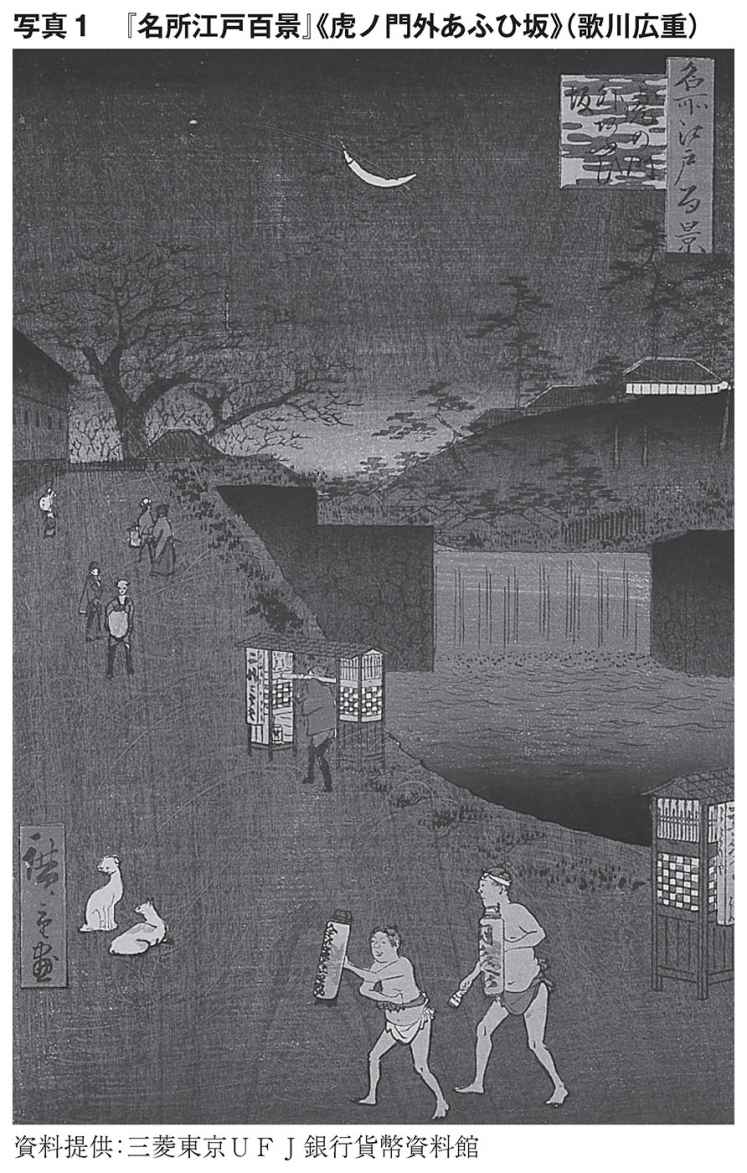 写真1 『名所江戸百景』《虎ノ門外あふひ坂》（歌川広重）
名所江戸百景
虎の門
外あふひ
坂
廣重画
資料提供：三菱東京ＵＦＪ銀行貨幣資料館